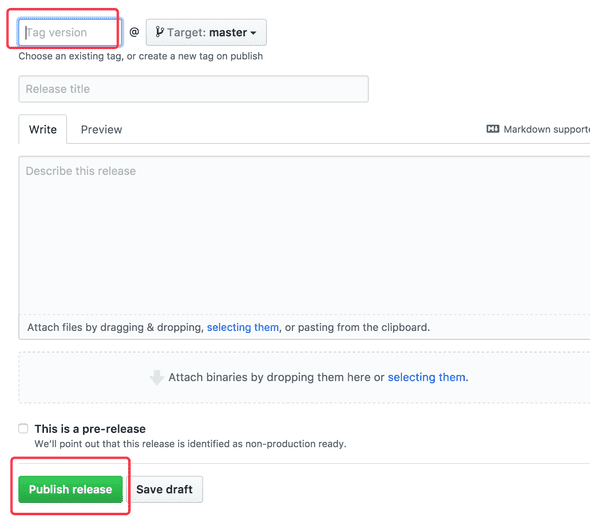 Tag version @ Target: master
Choose an existing tag, or create a new tag on publish
Release title
Write Preview Markdown supporte
Describe this release
Attach files by dragging & dropping, selecting them, or pasting from the clipboard.
Attach binaries by dropping them here or selecting them.
This is a pre-release
We'll point out that this release is identified as non-production ready.
Publish release Save draft